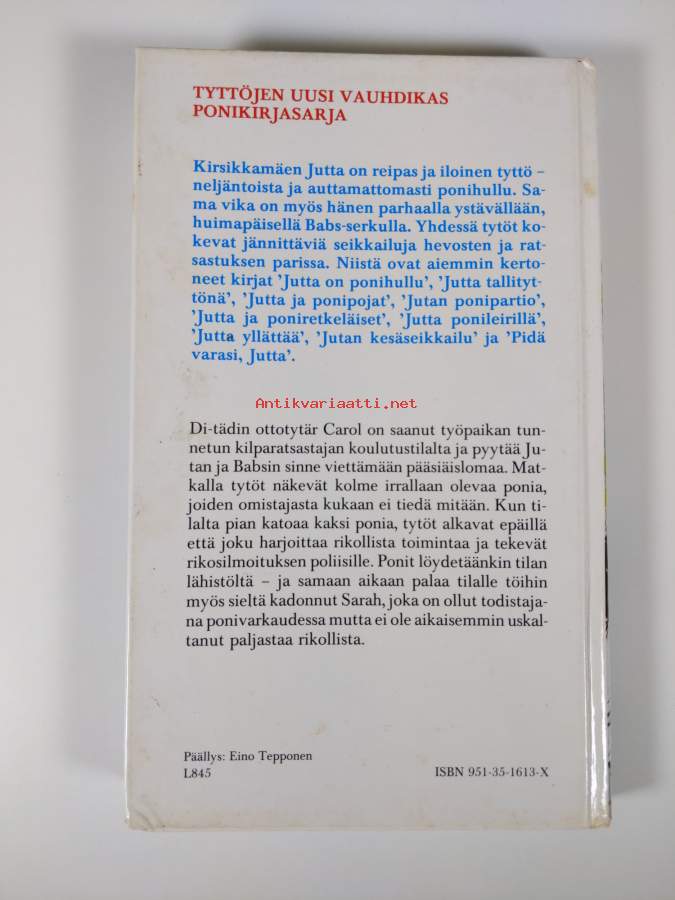 TYTTÖJEN UUSI VAUHDIKAS
PONIKIRJASARJA
Kirsikkamäen Jutta on reipas ja iloinen tyttö –
neljäntoista ja auttamattomasti ponihullu. Sa-
ma vika on myös hänen parhaalla ystävällään,
huimapäisellä Babs-serkulla. Yhdessä tytöt ko-
kevat jännittäviä seikkailuja hevosten ja rat-
sastuksen parissa. Niistä ovat aiemmin kerto-
neet kirjat 'Jutta on ponihullu', 'Jutta tallityt-
tönä', 'Jutta ja ponipojat', 'Jutan ponipartio',
'Jutta ja poniretkeläiset', 'Jutta ponileirillä',
'Jutta yllättää', 'Jutan kesäseikkailu' ja 'Pidä
varasi, Jutta'.
Antikvariaatti.net
Di-tädin ottotytär Carol on saanut työpaikan tun-
netun kilparatsastajan koulutustilalta ja pyytää Ju-
tan ja Babsin sinne viettämään pääsiäislomaa. Mat-
kalla tytöt näkevät kolme irrallaan olevaa ponia,
joiden omistajasta kukaan ei tiedä mitään. Kun ti-
lalta pian katoaa kaksi ponia, tytöt alkavat epäillä
että joku harjoittaa rikollista toimintaa ja tekevät
rikosilmoituksen poliisille. Ponit löydetäänkin tilan
lähistöltä – ja samaan aikaan palaa tilalle töihin
myös sieltä kadonnut Sarah, joka on ollut todistaja-
na ponivarkaudessa mutta ei ole aikaisemmin uskal-
tanut paljastaa rikollista.
Päällys: Eino Tepponen
L845
ISBN 951-35-1613-X